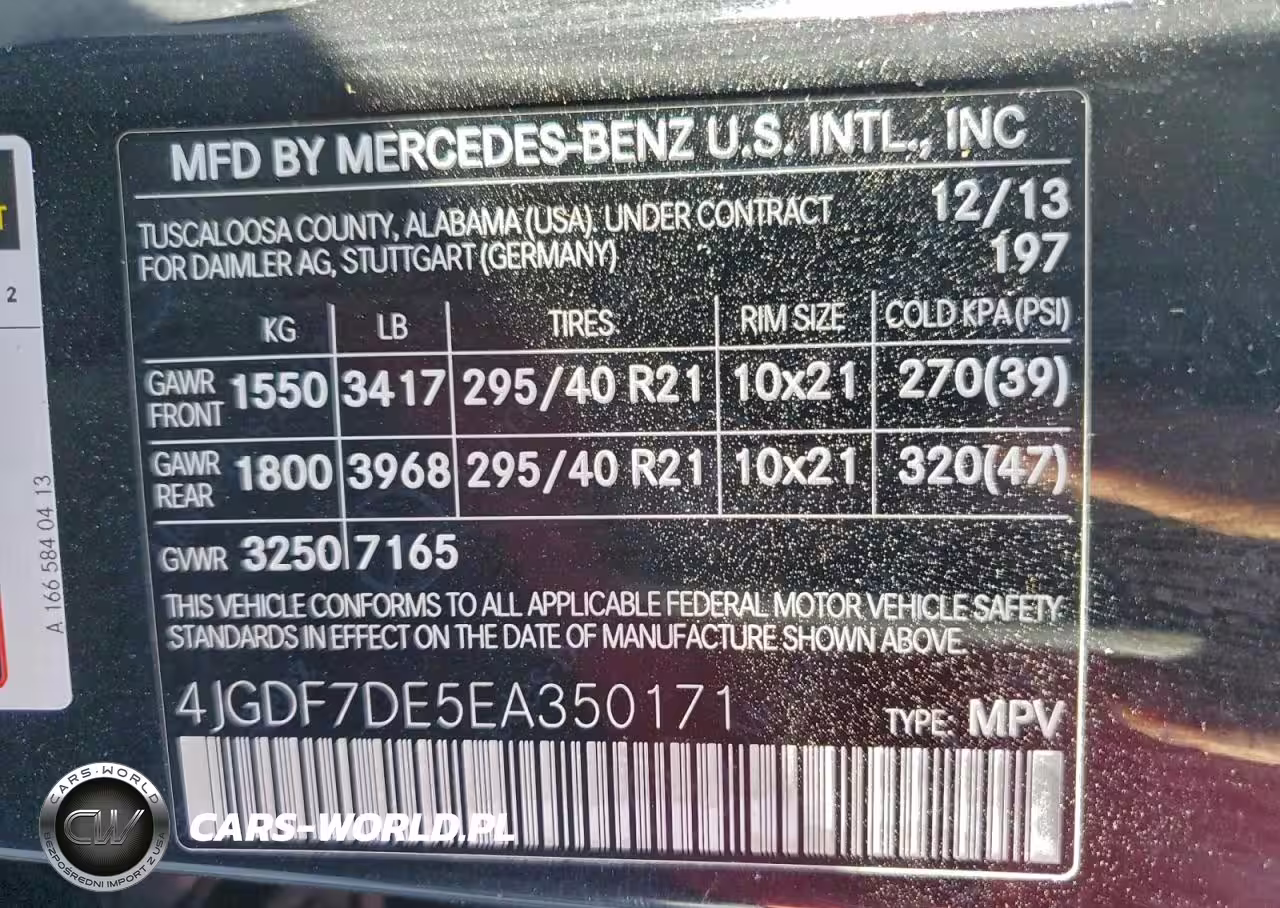 MFD BY MERCEDES-BENZ U.S. INTL., INC
TUSCALOOSA COUNTY, ALABAMA (USA) UNDER CONTRACT 12/13
FOR DAIMLER AG, STUTTGART (GERMANY) 197
KG LB TIRES RIM SIZE COLD KPA (PSI)
GAWR FRONT 1550 3417 295/40 R21 10x21 270(39)
GAWR REAR 1800 3968 295/40 R21 10x21 320(47)
GVWR 3250 7165
THIS VEHICLE CONFORMS TO ALL APPLICABLE FEDERAL MOTOR VEHICLE SAFETY
STANDARDS IN EFFECT ON THE DATE OF MANUFACTURE SHOWN ABOVE.
4JGDF7DE5EA350171 TYPE: MPV
2
A 166 584 04 13
CARS-WORLD
CW
BEZPOŚREDNI IMPORT Z USA
CARS-WORLD.PL